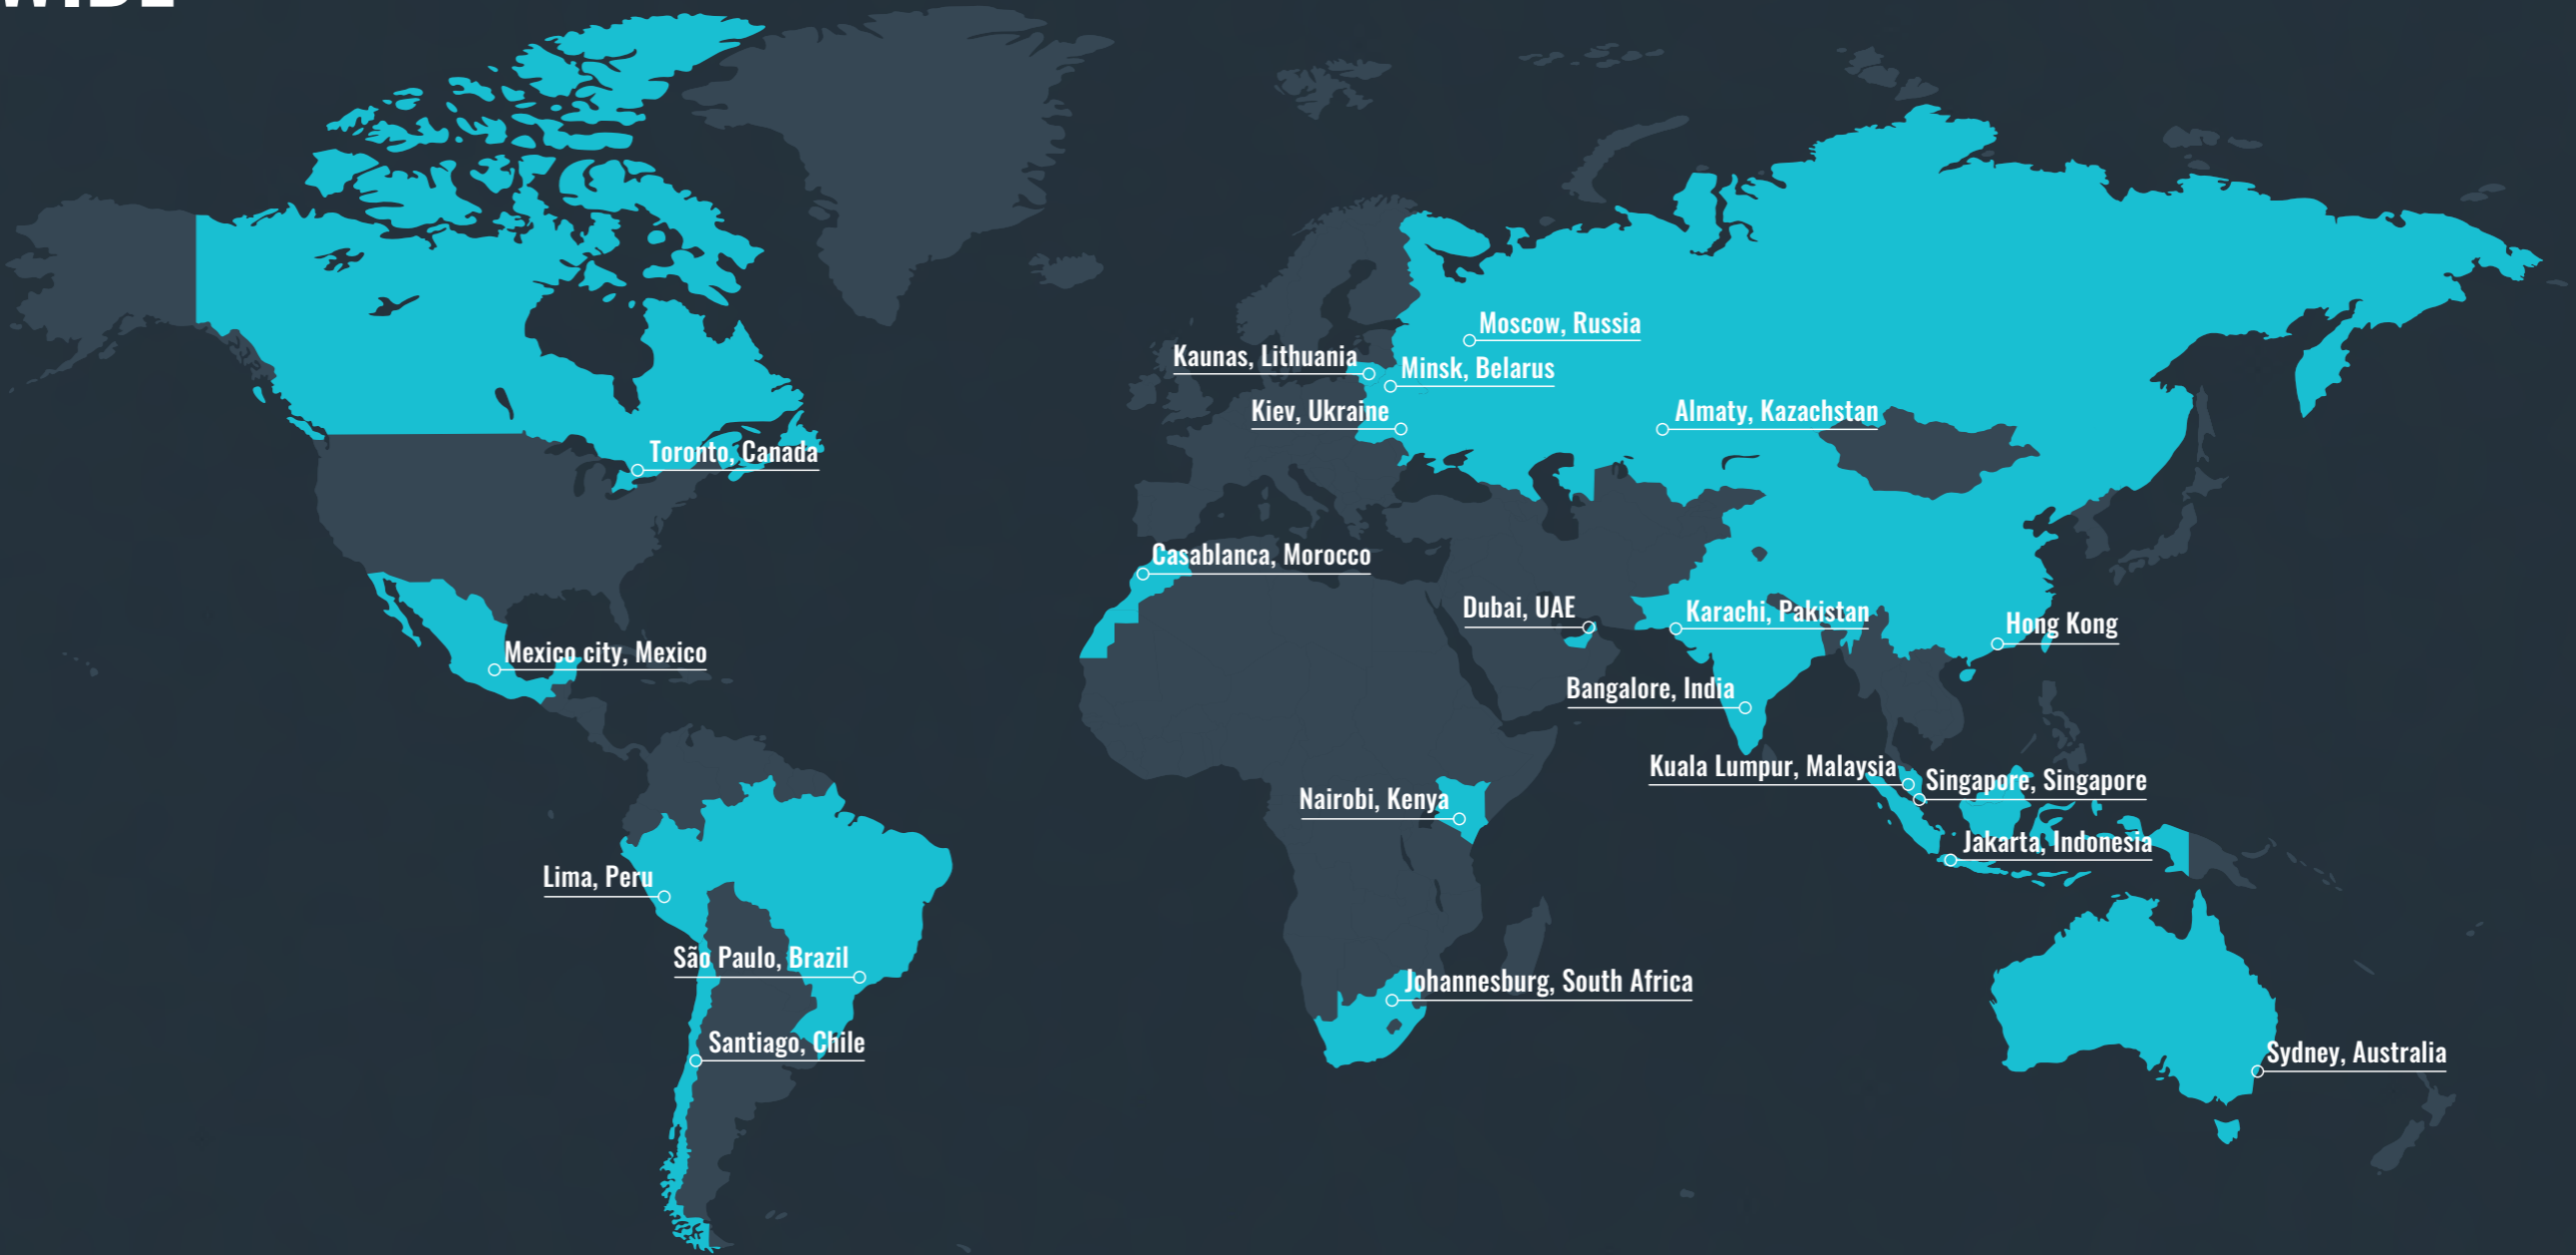 WIDE
Moscow, Russia
Kaunas, Lithuania
Minsk, Belarus
Kiev, Ukraine
Almaty, Kazachstan
Toronto, Canada
Casablanca, Morocco
Dubai, UAE
Karachi, Pakistan
Hong Kong
Mexico city, Mexico
Bangalore, India
Kuala Lumpur, Malaysia
Singapore, Singapore
Nairobi, Kenya
Jakarta, Indonesia
Lima, Peru
São Paulo, Brazil
Johannesburg, South Africa
Santiago, Chile
Sydney, Australia